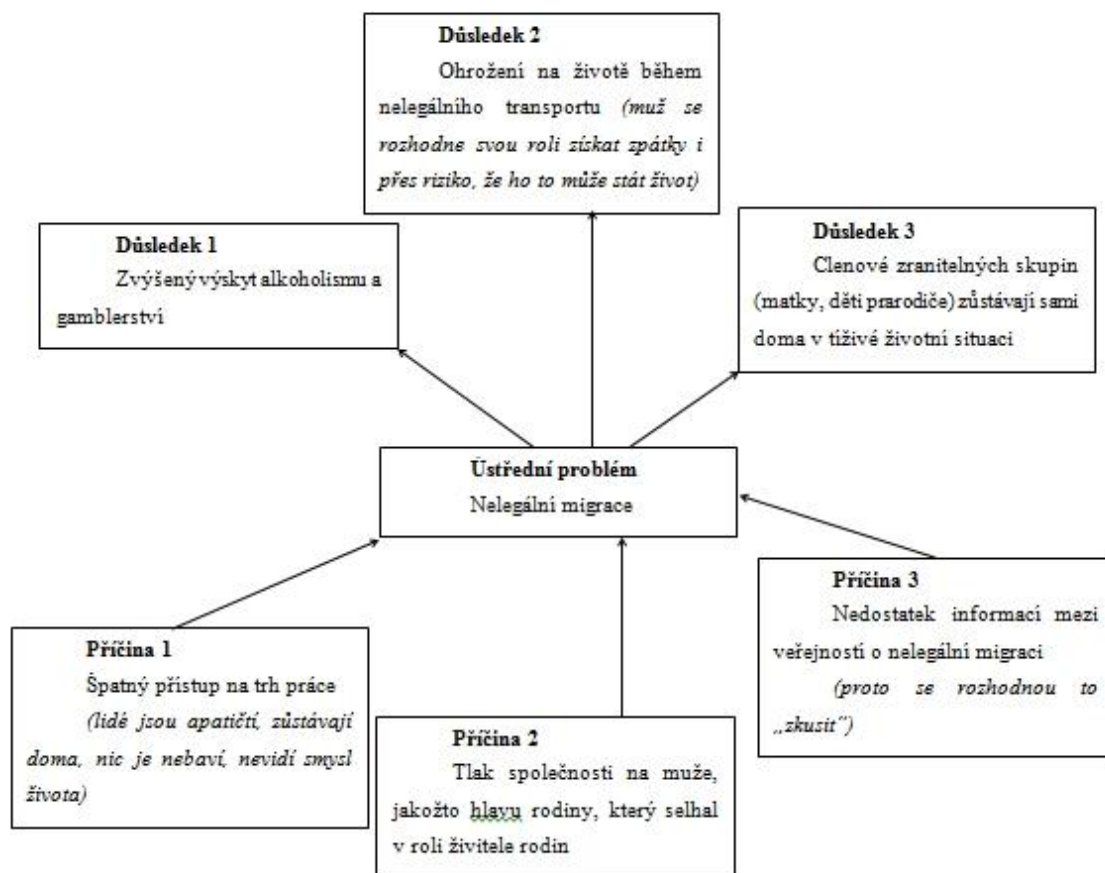 Důsledek 2
Ohrožení na životě během
nelegálního transportu (muž se
rozhodne svou roli získat zpátky i
přes riziko, že ho to může stát život)
Důsledek 1
Zvýšený výskyt alkoholismu a
gamblerství
Důsledek 3
Clenové zranitelných skupin
(matky, děti prarodiče) zůstávají sami
doma v tíživé životní situaci
Ústřední problém
Nelegální migrace
Příčina 1
Špatný přístup na trh práce
(lidé jsou apatičtí, zůstávají
doma, nic je nebaví, nevidí smysl
života)
Příčina 2
Tlak společnosti na muže,
jakožto hlavu rodiny, který selhal
v roli živitele rodin
Příčina 3
Nedostatek informací mezi
veřejností o nelegální migraci
(proto se rozhodnou to
„zkusit")